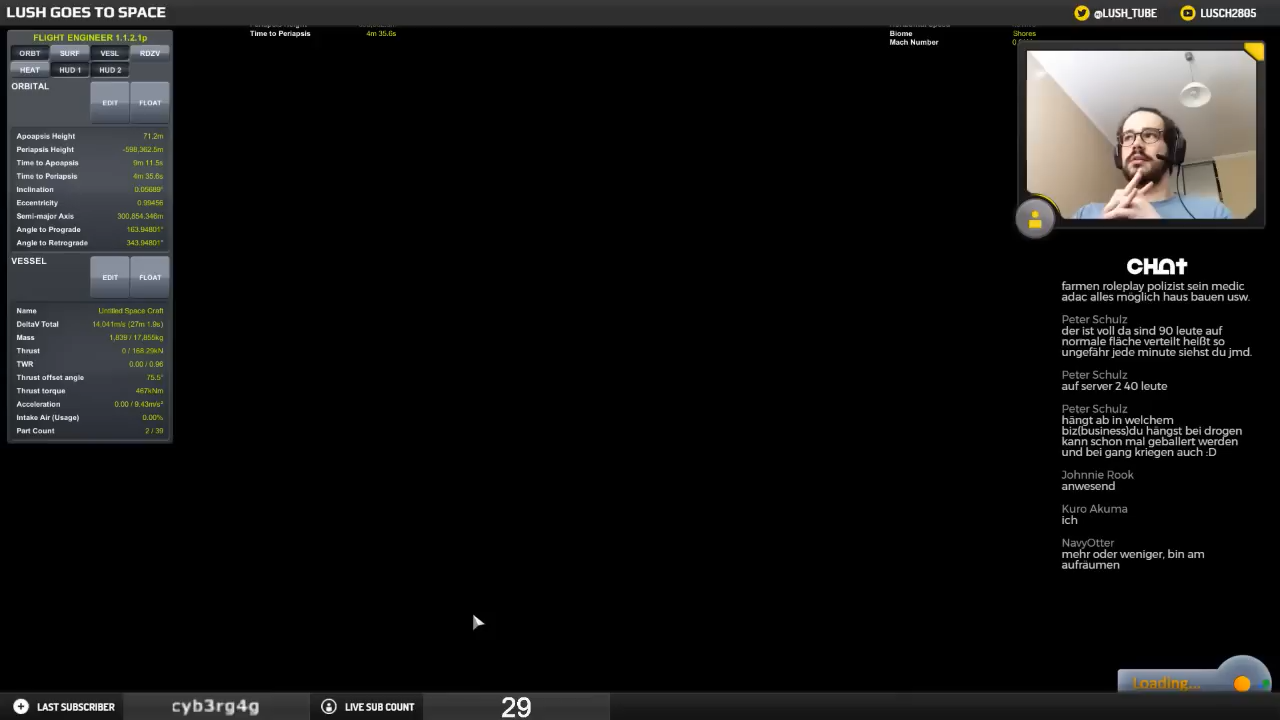 LUSH GOES TO SPACE
@LUSH_TUBE
LUSCH2805
Time to Periapsis 4m 35.6s
Biome Shores
Mach Number
FLIGHT ENGINEER 1.1.2.1p
ORBT SURF VESL RDZV
HEAT HUD 1 HUD 2
ORBITAL EDIT FLOAT
Apoapsis Height 71.2m
Periapsis Height -598,362.5m
Time to Apoapsis 9m 11.5s
Time to Periapsis 4m 35.6s
Inclination 0.05689°
Eccentricity 0.99456
Semi-major Axis 300,854.346m
Angle to Prograde 163.94801°
Angle to Retrograde 343.94801°
VESSEL EDIT FLOAT
Name Untitled Space Craft
DeltaV Total 14,041m/s (27m 1.9s)
Mass 1,839 / 17,855kg
Thrust 0 / 168.29kN
TWR 0.00 / 0.96
Thrust offset angle 75.5°
Thrust torque 467kNm
Acceleration 0.00 / 9.43m/s²
Intake Air (Usage) 0.00%
Part Count 2 / 39
CHAt
farmen roleplay polizist sein medic
adac alles möglich haus bauen usw.
Peter Schulz
der ist voll da sind 90 leute auf
normale fläche verteilt heißt so
ungefähr jede minute siehst du jmd.
Peter Schulz
auf server 2 40 leute
Peter Schulz
hängt ab in welchem
biz(business)du hängst bei drogen
kann schon mal geballert werden
und bei gang kriegen auch :D
Johnnie Rook
anwesend
Kuro Akuma
ich
NavyOtter
mehr oder weniger, bin am
aufräumen
Loading...
LAST SUBSCRIBER cyb3rg4g LIVE SUB COUNT 29